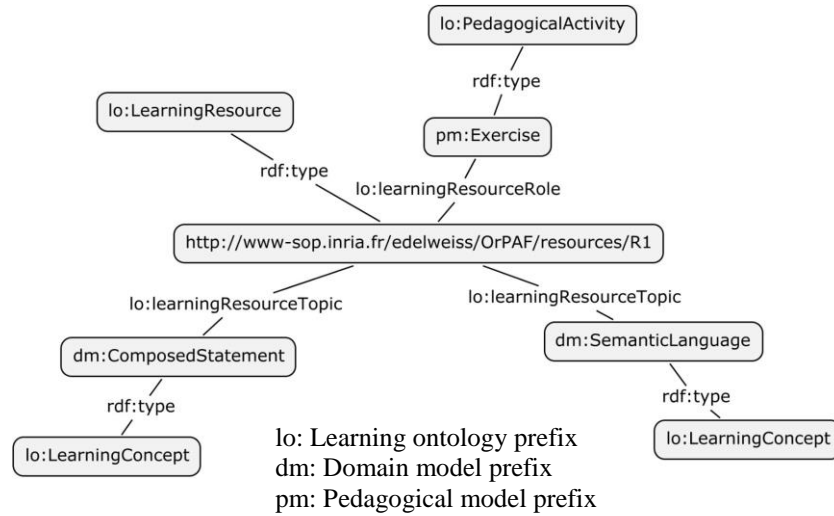 lo:PedagogicalActivity
rdf:type
lo:LearningResource
pm:Exercise
rdf:type
lo:learningResourceRole
http://www-sop.inria.fr/edelweiss/OrPAF/resources/R1
lo:learningResourceTopic
lo:learningResourceTopic
dm:ComposedStatement
dm:SemanticLanguage
rdf:type
rdf:type
lo:LearningConcept
lo:LearningConcept
lo: Learning ontology prefix
dm: Domain model prefix
pm: Pedagogical model prefix